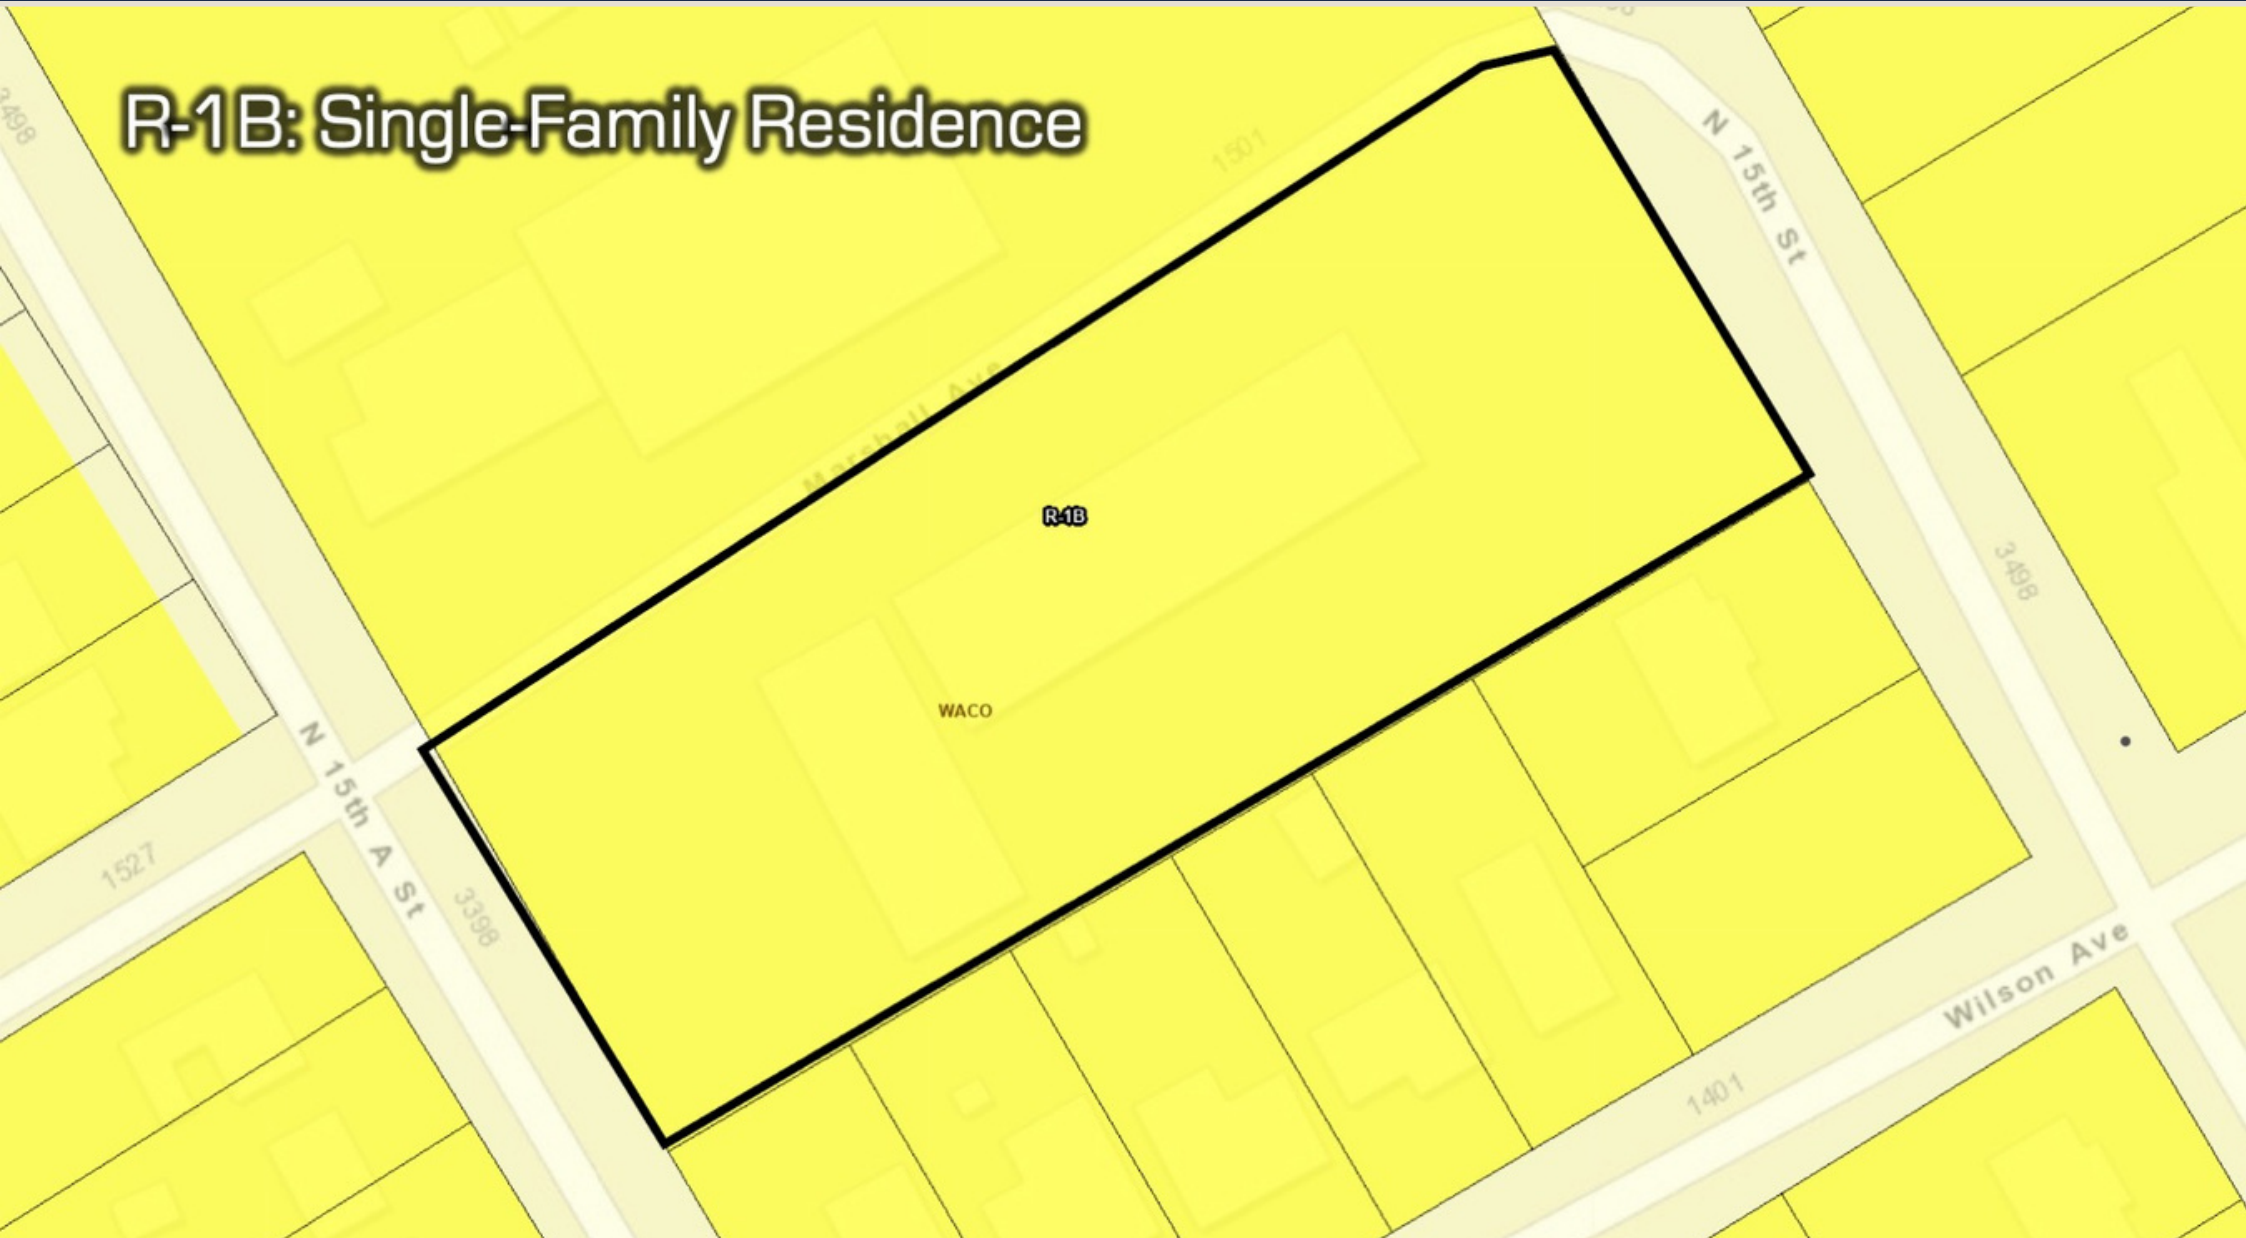 R-1B: Single-Family Residence
3498
1501
N 15th St
Marshall Ave
R-1B
3498
WACO
N 15th A St
1527
3398
Wilson Ave
1401